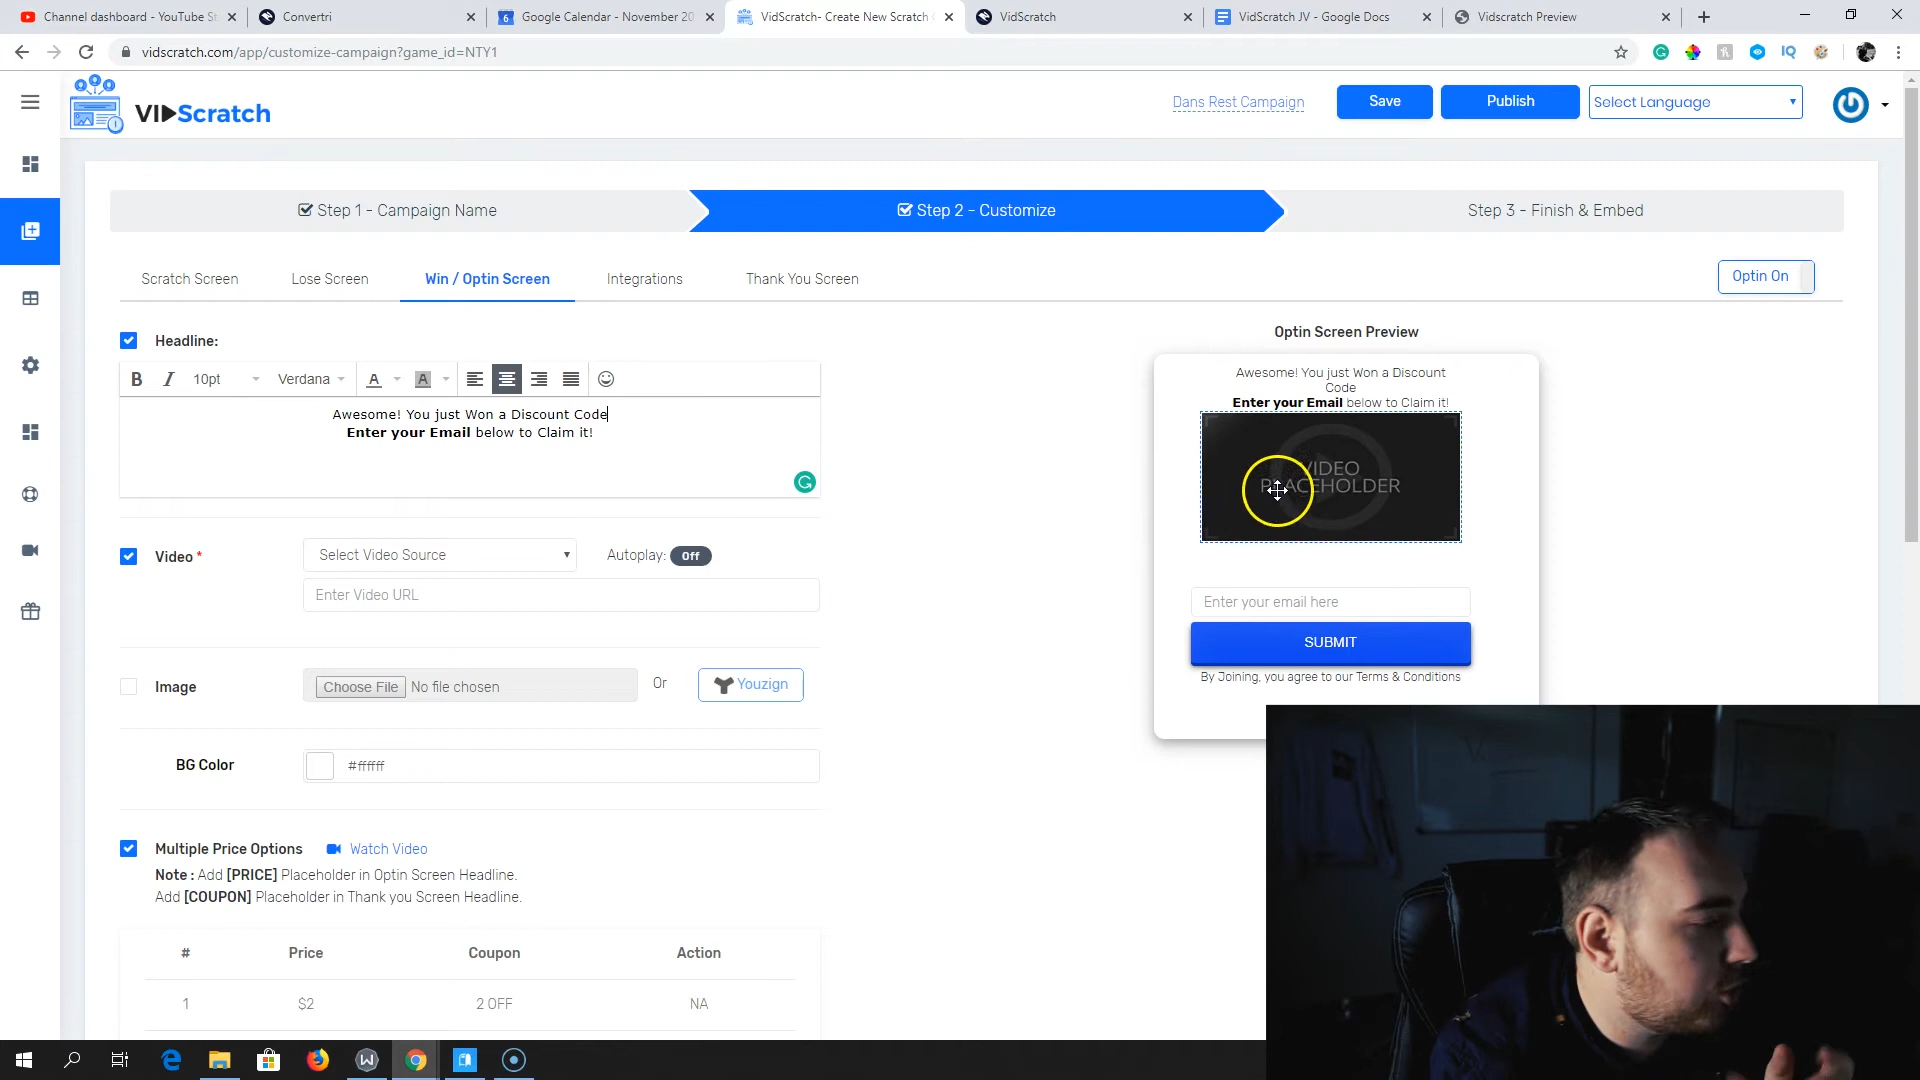 Channel dashboard - YouTube St
Convertri
Google Calendar - November 20
VidScratch- Create New Scratch
VidScratch
VidScratch JV - Google Docs
Vidscratch Preview
vidscratch.com/app/customize-campaign?game_id=NTY1
VIDScratch
Dans Rest Campaign
Save
Publish
Select Language
Step 1 - Campaign Name
Step 2 - Customize
Step 3 - Finish & Embed
Scratch Screen
Lose Screen
Win / Optin Screen
Integrations
Thank You Screen
Optin On
Headline:
Optin Screen Preview
B I 10pt Verdana A A
Awesome! You just Won a Discount Code
Enter your Email below to Claim it!
Awesome! You just Won a Discount
Code
Enter your Email below to Claim it!
VIDEO
PLACEHOLDER
Video * Select Video Source Autoplay: Off
Enter Video URL
Enter your email here
SUBMIT
By Joining, you agree to our Terms & Conditions
Image Choose File No file chosen Or Youzign
BG Color #ffffff
Multiple Price Options Watch Video
Note : Add [PRICE] Placeholder in Optin Screen Headline.
Add [COUPON] Placeholder in Thank you Screen Headline.
# Price Coupon Action
1 $2 2 OFF NA